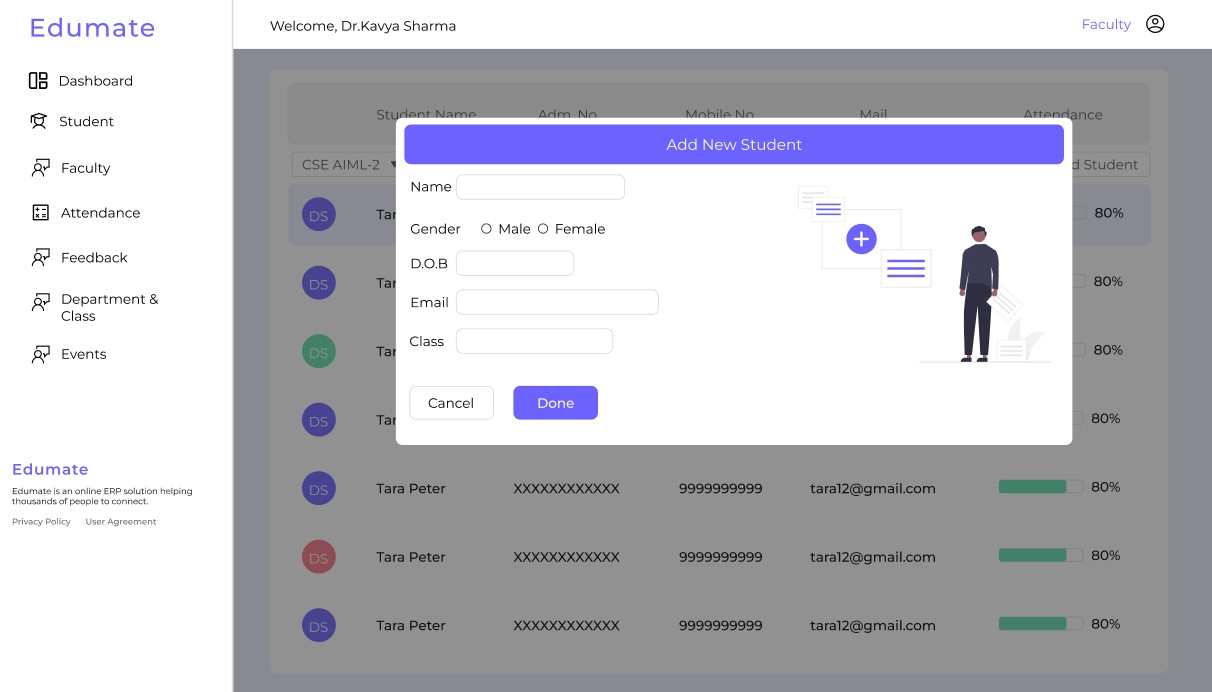 Edumate
Welcome, Dr.Kavya Sharma
Faculty
Dashboard
Student
Faculty
Attendance
Feedback
Department &
Class
Events
Edumate
Edumate is an online ERP solution helping
thousands of people to connect.
Privacy Policy User Agreement
Student Name Adm. No. Mobile No Mail Attendance
CSE AIML-2 d Student
Add New Student
Name
Gender Male Female
D.O.B
Email
Class
Cancel Done
DS Tar 80%
DS Tar 80%
DS Tar 80%
DS Tar 80%
DS Tara Peter XXXXXXXXXXXX 9999999999 tara12@gmail.com 80%
DS Tara Peter XXXXXXXXXXXX 9999999999 tara12@gmail.com 80%
DS Tara Peter XXXXXXXXXXXX 9999999999 tara12@gmail.com 80%